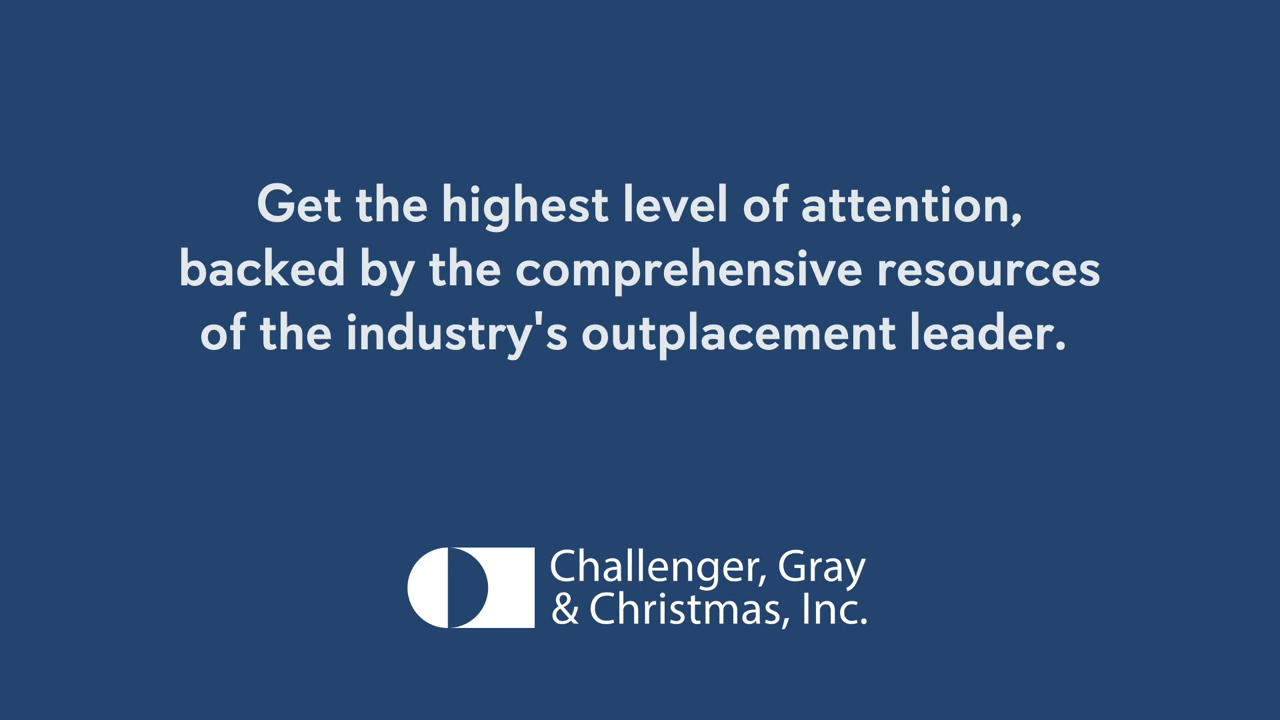 Get the highest level of attention,
backed by the comprehensive resources
of the industry's outplacement leader.
Challenger, Gray
& Christmas, Inc.